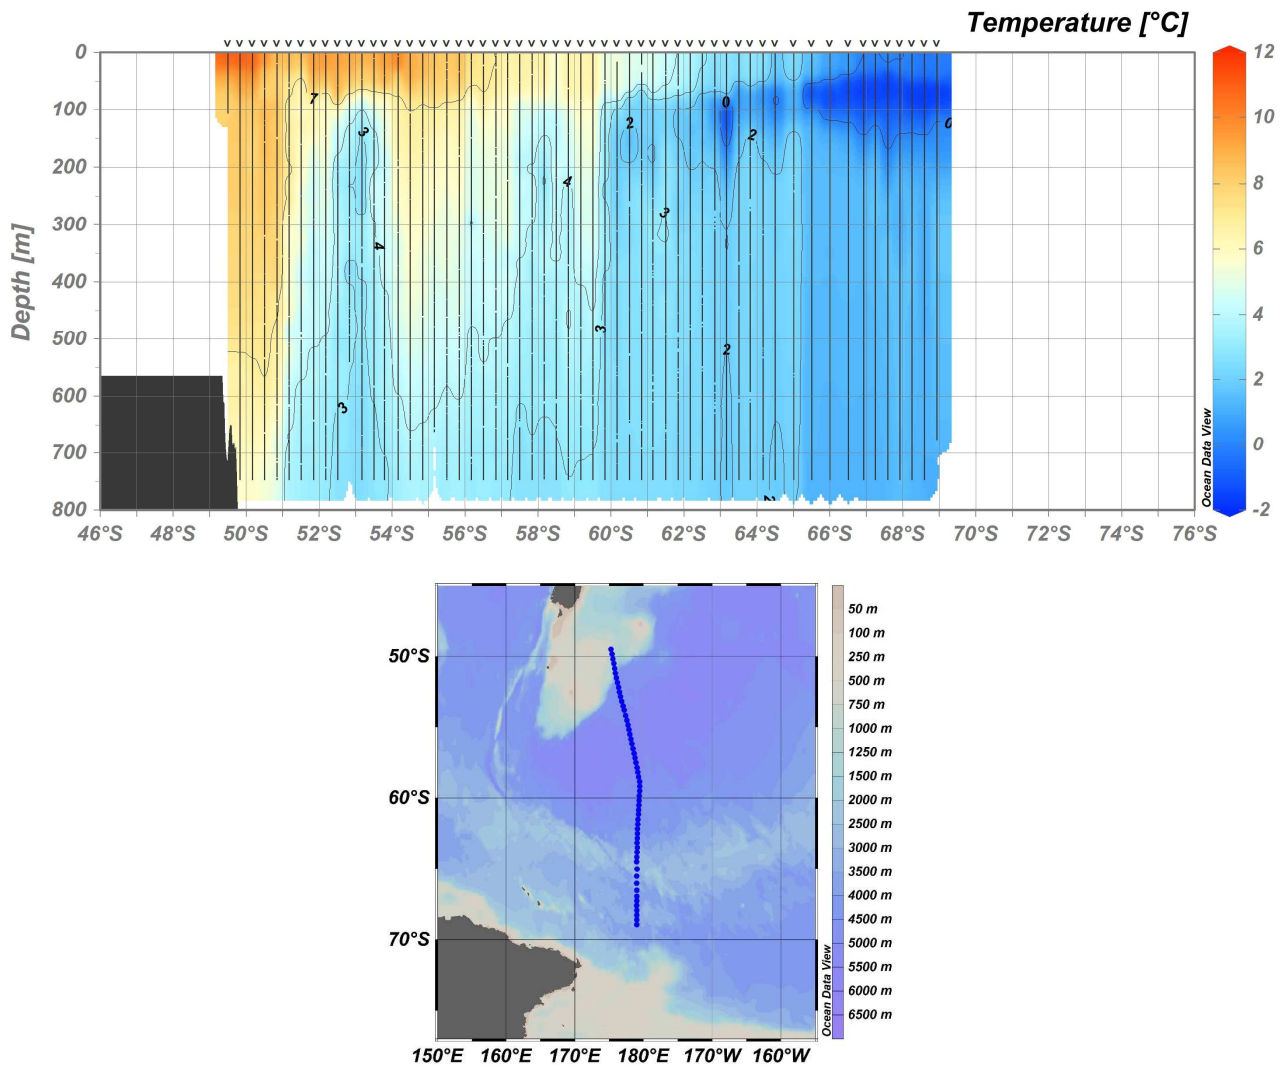 Temperature [°C]
v v v v v v v v v v v v v v v v v v v v v v v v v v v v v v v v v v v v v v v v v v v v v v v v v v v v v v v v v v
0
100
200
300
400
500
600
700
800
Depth [m]
7
3
4
4
3
3
2
3
0
2
0
2
2
46°S 48°S 50°S 52°S 54°S 56°S 58°S 60°S 62°S 64°S 66°S 68°S 70°S 72°S 74°S 76°S
Ocean Data View
12
10
8
6
4
2
0
-2
50°S
60°S
70°S
150°E 160°E 170°E 180°E 170°W 160°W
Ocean Data View
50 m
100 m
250 m
500 m
750 m
1000 m
1250 m
1500 m
2000 m
2500 m
3000 m
3500 m
4000 m
4500 m
5000 m
5500 m
6000 m
6500 m